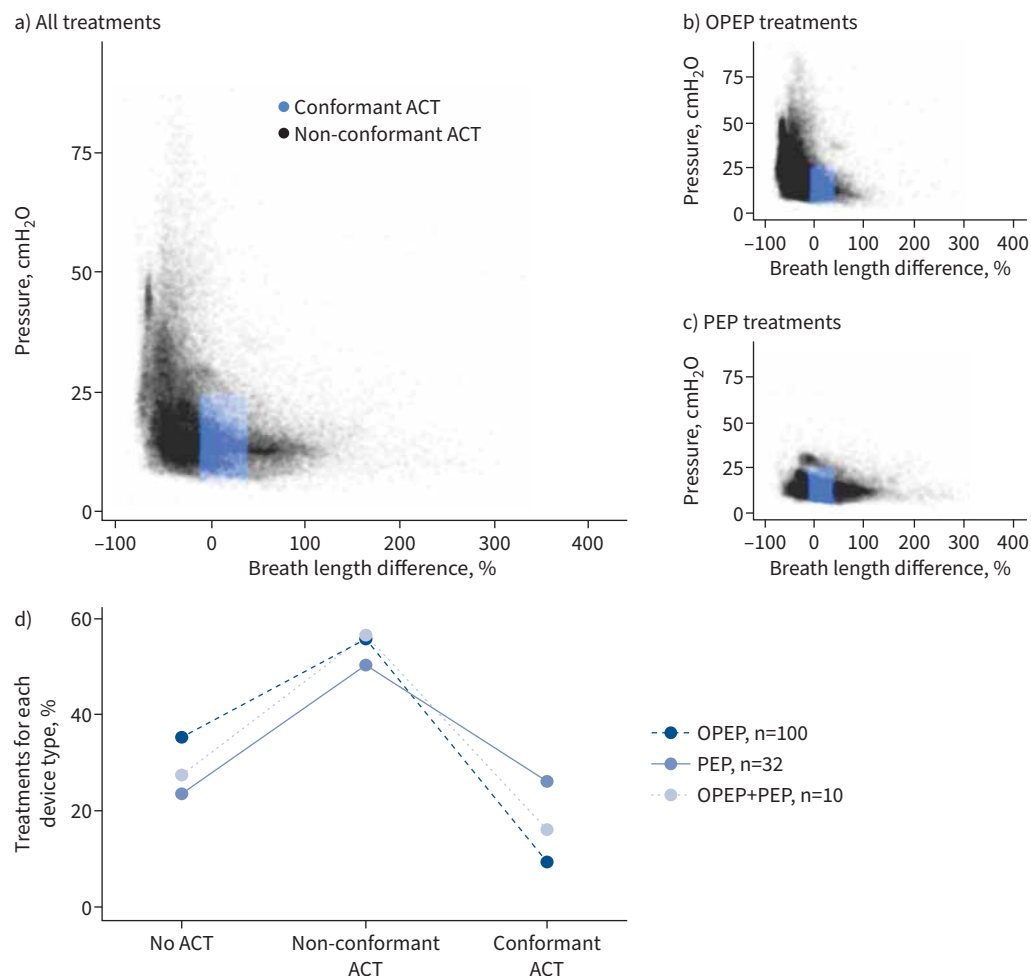 a) All treatments
Conformant ACT
Non-conformant ACT
Pressure, cmH₂O
75
50
25
0
–100
0
100
200
300
400
Breath length difference, %
b) OPEP treatments
Pressure, cmH₂O
75
50
25
0
–100
0
100
200
300
400
Breath length difference, %
c) PEP treatments
Pressure, cmH₂O
75
50
25
0
–100
0
100
200
300
400
Breath length difference, %
d)
Treatments for each
device type, %
60
40
20
0
No ACT
Non-conformant
ACT
Conformant
ACT
OPEP, n=100
PEP, n=32
OPEP+PEP, n=10